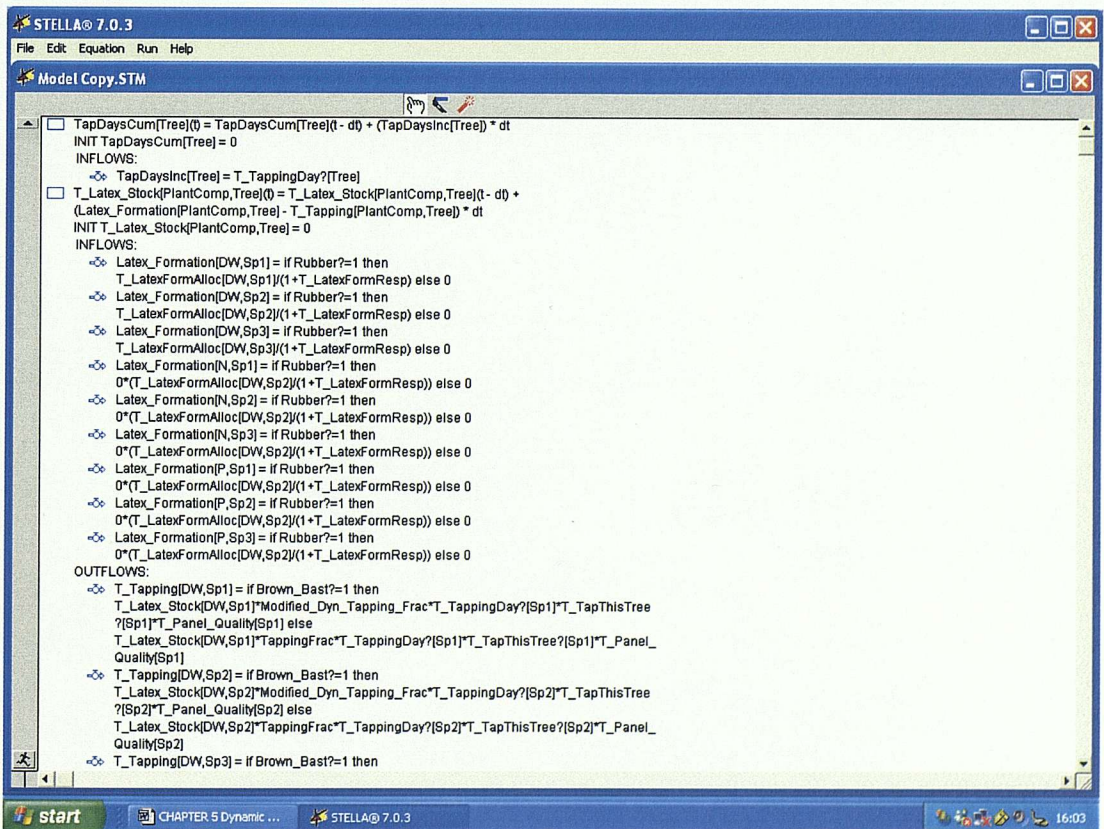 STELLA® 7.0.3
File Edit Equation Run Help
Model Copy.STM
TapDaysCum[Tree](t) = TapDaysCum[Tree](t - dt) + (TapDaysInc[Tree]) * dt
INIT TapDaysCum[Tree] = 0
INFLOWS:
TapDaysInc[Tree] = T_TappingDay?[Tree]
T_Latex_Stock[PlantComp,Tree](t) = T_Latex_Stock[PlantComp,Tree](t - dt) +
(Latex_Formation[PlantComp,Tree] - T_Tapping[PlantComp,Tree]) * dt
INIT T_Latex_Stock[PlantComp,Tree] = 0
INFLOWS:
Latex_Formation[DW,Sp1] = if Rubber?=1 then
T_LatexFormAlloc[DW,Sp1]/(1+T_LatexFormResp) else 0
Latex_Formation[DW,Sp2] = if Rubber?=1 then
T_LatexFormAlloc[DW,Sp2]/(1+T_LatexFormResp) else 0
Latex_Formation[DW,Sp3] = if Rubber?=1 then
T_LatexFormAlloc[DW,Sp3]/(1+T_LatexFormResp) else 0
Latex_Formation[N,Sp1] = if Rubber?=1 then
0*(T_LatexFormAlloc[DW,Sp2]/(1+T_LatexFormResp)) else 0
Latex_Formation[N,Sp2] = if Rubber?=1 then
0*(T_LatexFormAlloc[DW,Sp2]/(1+T_LatexFormResp)) else 0
Latex_Formation[N,Sp3] = if Rubber?=1 then
0*(T_LatexFormAlloc[DW,Sp2]/(1+T_LatexFormResp)) else 0
Latex_Formation[P,Sp1] = if Rubber?=1 then
0*(T_LatexFormAlloc[DW,Sp2]/(1+T_LatexFormResp)) else 0
Latex_Formation[P,Sp2] = if Rubber?=1 then
0*(T_LatexFormAlloc[DW,Sp2]/(1+T_LatexFormResp)) else 0
Latex_Formation[P,Sp3] = if Rubber?=1 then
0*(T_LatexFormAlloc[DW,Sp2]/(1+T_LatexFormResp)) else 0
OUTFLOWS:
T_Tapping[DW,Sp1] = if Brown_Bast?=1 then
T_Latex_Stock[DW,Sp1]*Modified_Dyn_Tapping_Frac*T_TappingDay?[Sp1]*T_TapThisTree
?[Sp1]*T_Panel_Quality[Sp1] else
T_Latex_Stock[DW,Sp1]*TappingFrac*T_TappingDay?[Sp1]*T_TapThisTree?[Sp1]*T_Panel_
Quality[Sp1]
T_Tapping[DW,Sp2] = if Brown_Bast?=1 then
T_Latex_Stock[DW,Sp2]*Modified_Dyn_Tapping_Frac*T_TappingDay?[Sp2]*T_TapThisTree
?[Sp2]*T_Panel_Quality[Sp2] else
T_Latex_Stock[DW,Sp2]*TappingFrac*T_TappingDay?[Sp2]*T_TapThisTree?[Sp2]*T_Panel_
Quality[Sp2]
T_Tapping[DW,Sp3] = if Brown_Bast?=1 then
start CHAPTER 5 Dynamic ... STELLA® 7.0.3 16:03